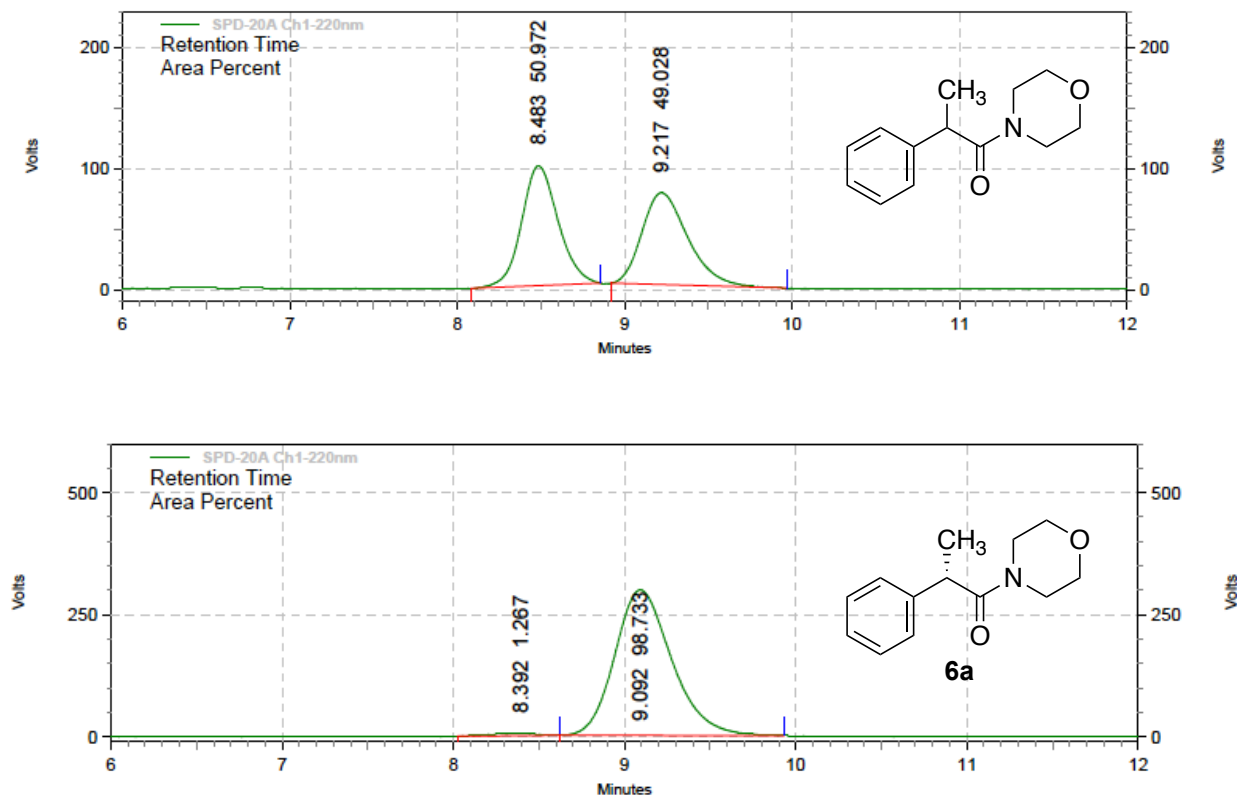 SPD-20A Ch1-220nm
Retention Time
Area Percent
8.483 50.972
9.217 49.028
CH3
O
N
O
Volts
200
100
0
200
100
0
Volts
6 7 8 9 10 11 12
Minutes
SPD-20A Ch1-220nm
Retention Time
Area Percent
8.392 1.267
9.092 98.733
CH3
O
N
O
6a
Volts
500
250
0
500
250
0
Volts
6 7 8 9 10 11 12
Minutes